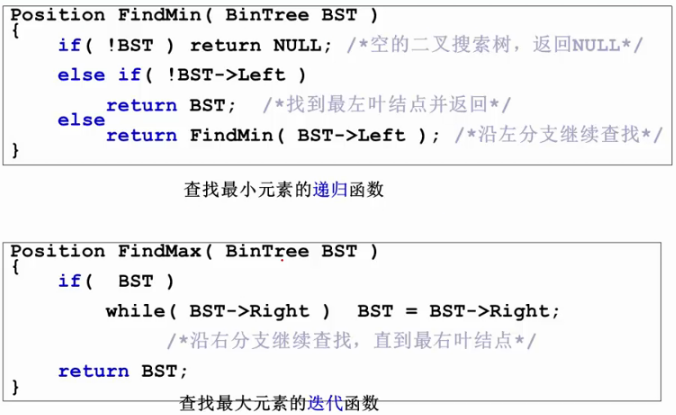 Position FindMin( BinTree BST )
{
if( !BST ) return NULL; /*空的二叉搜索树，返回NULL*/
else if( !BST->Left )
return BST; /*找到最左叶结点并返回*/
else
return FindMin( BST->Left ); /*沿左分支继续查找*/
}
查找最小元素的递归函数
Position FindMax( BinTree BST )
{
if( BST )
while( BST->Right ) BST = BST->Right;
/*沿右分支继续查找，直到最右叶结点*/
return BST;
}
查找最大元素的迭代函数